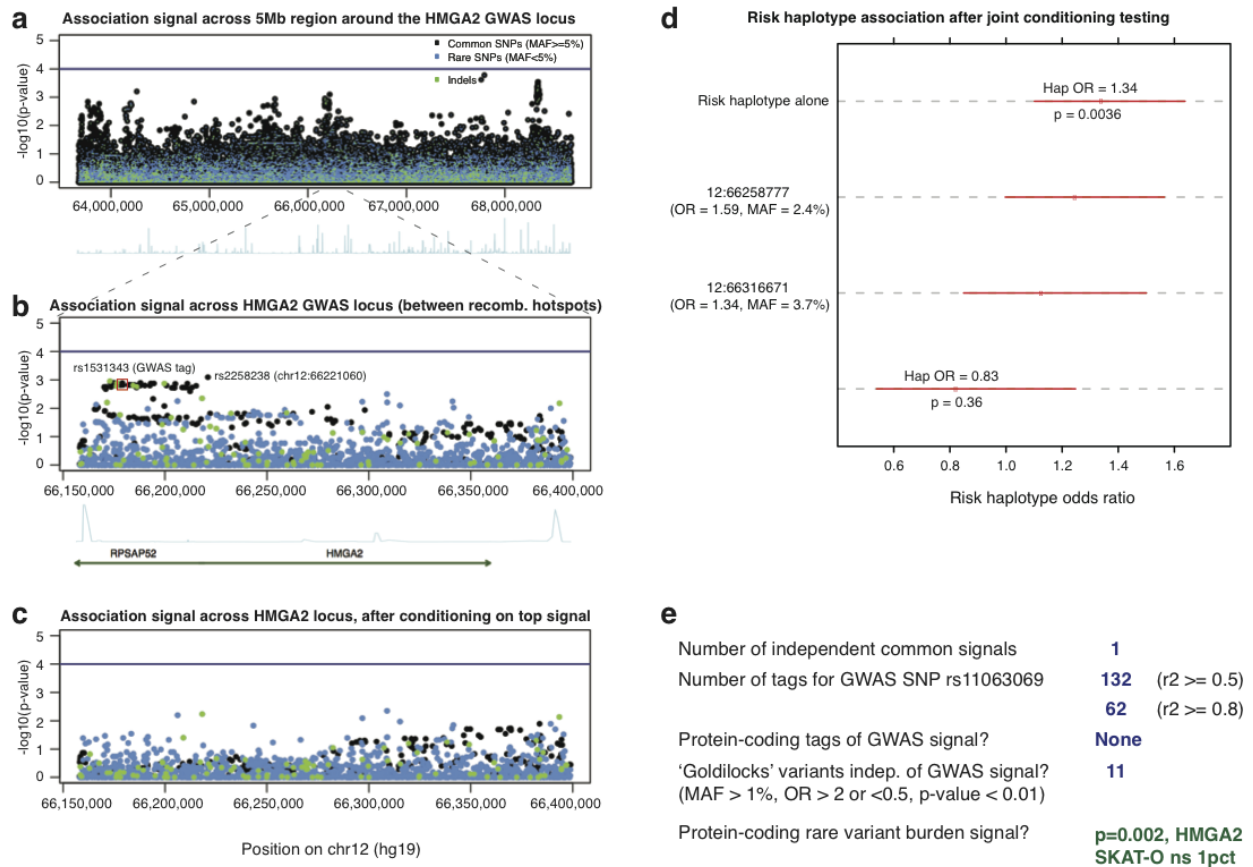 a
Association signal across 5Mb region around the HMGA2 GWAS locus
-log10(p-value)
5
4
3
2
1
0
Common SNPs (MAF>=5%)
Rare SNPs (MAF<5%)
Indels
64,000,000 65,000,000 66,000,000 67,000,000 68,000,000
b
Association signal across HMGA2 GWAS locus (between recomb. hotspots)
-log10(p-value)
5
4
3
2
1
0
rs1531343 (GWAS tag)
rs2258238 (chr12:66221060)
66,150,000 66,200,000 66,250,000 66,300,000 66,350,000 66,400,000
RPSAP52 HMGA2
c
Association signal across HMGA2 locus, after conditioning on top signal
-log10(p-value)
5
4
3
2
1
0
66,150,000 66,200,000 66,250,000 66,300,000 66,350,000 66,400,000
Position on chr12 (hg19)
d
Risk haplotype association after joint conditioning testing
Risk haplotype alone
Hap OR = 1.34
p = 0.0036
12:66258777
(OR = 1.59, MAF = 2.4%)
12:66316671
(OR = 1.34, MAF = 3.7%)
Hap OR = 0.83
p = 0.36
0.6 0.8 1.0 1.2 1.4 1.6
Risk haplotype odds ratio
e
Number of independent common signals 1
Number of tags for GWAS SNP rs11063069 132 (r2 >= 0.5)
62 (r2 >= 0.8)
Protein-coding tags of GWAS signal? None
‘Goldilocks’ variants indep. of GWAS signal? 11
(MAF > 1%, OR > 2 or <0.5, p-value < 0.01)
Protein-coding rare variant burden signal? p=0.002, HMGA2
SKAT-O ns 1pct